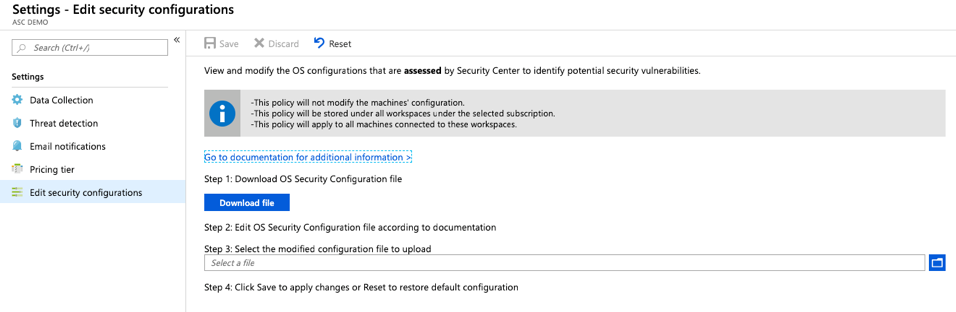 Settings - Edit security configurations
ASC DEMO
Search (Ctrl+/)
«
Settings
Data Collection
Threat detection
Email notifications
Pricing tier
Edit security configurations
Save
Discard
Reset
View and modify the OS configurations that are assessed by Security Center to identify potential security vulnerabilities.
-This policy will not modify the machines' configuration.
-This policy will be stored under all workspaces under the selected subscription.
-This policy will apply to all machines connected to these workspaces.
Go to documentation for additional information >
Step 1: Download OS Security Configuration file
Download file
Step 2: Edit OS Security Configuration file according to documentation
Step 3: Select the modified configuration file to upload
Select a file
Step 4: Click Save to apply changes or Reset to restore default configuration